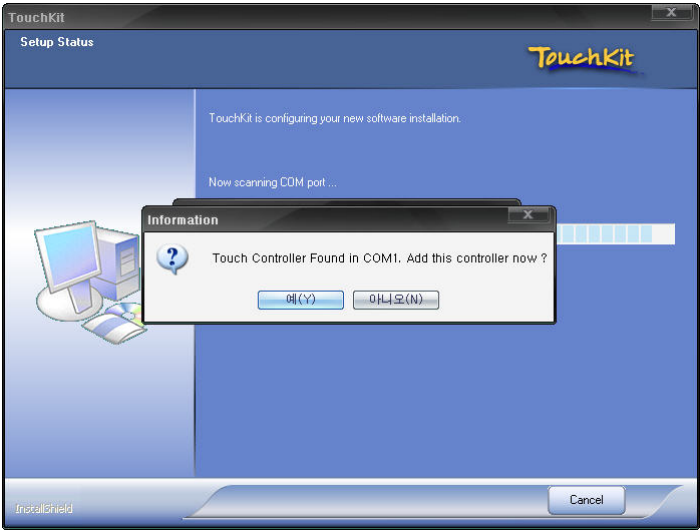 TouchKit
Setup Status
TouchKit
TouchKit is configuring your new software installation.
Now scanning COM port ...
Information
Touch Controller Found in COM1. Add this controller now ?
예(Y)
아니오(N)
InstallShield
Cancel